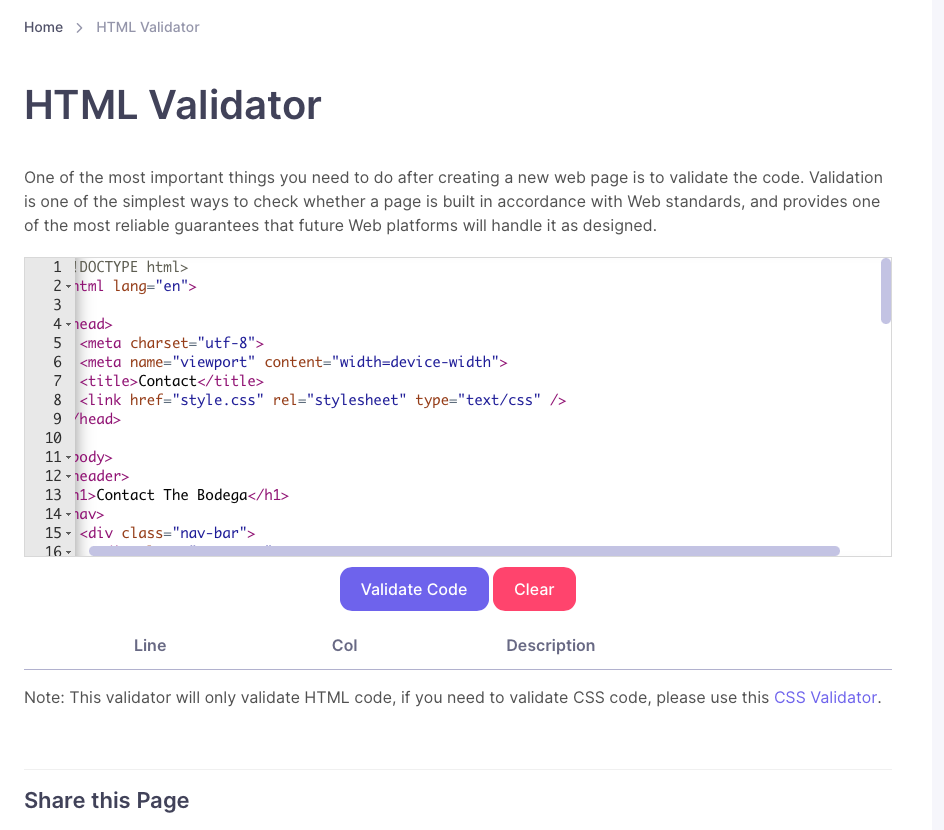 Home > HTML Validator
HTML Validator
One of the most important things you need to do after creating a new web page is to validate the code. Validation
is one of the simplest ways to check whether a page is built in accordance with Web standards, and provides one
of the most reliable guarantees that future Web platforms will handle it as designed.
1 !DOCTYPE html>
2 html lang="en">
3
4 head>
5 <meta charset="utf-8">
6 <meta name="viewport" content="width=device-width">
7 <title>Contact</title>
8 <link href="style.css" rel="stylesheet" type="text/css" />
9 /head>
10
11 body>
12 header>
13 h1>Contact The Bodega</h1>
14 nav>
15 <div class="nav-bar">
16
Validate Code Clear
Line Col Description
Note: This validator will only validate HTML code, if you need to validate CSS code, please use this CSS Validator.
Share this Page